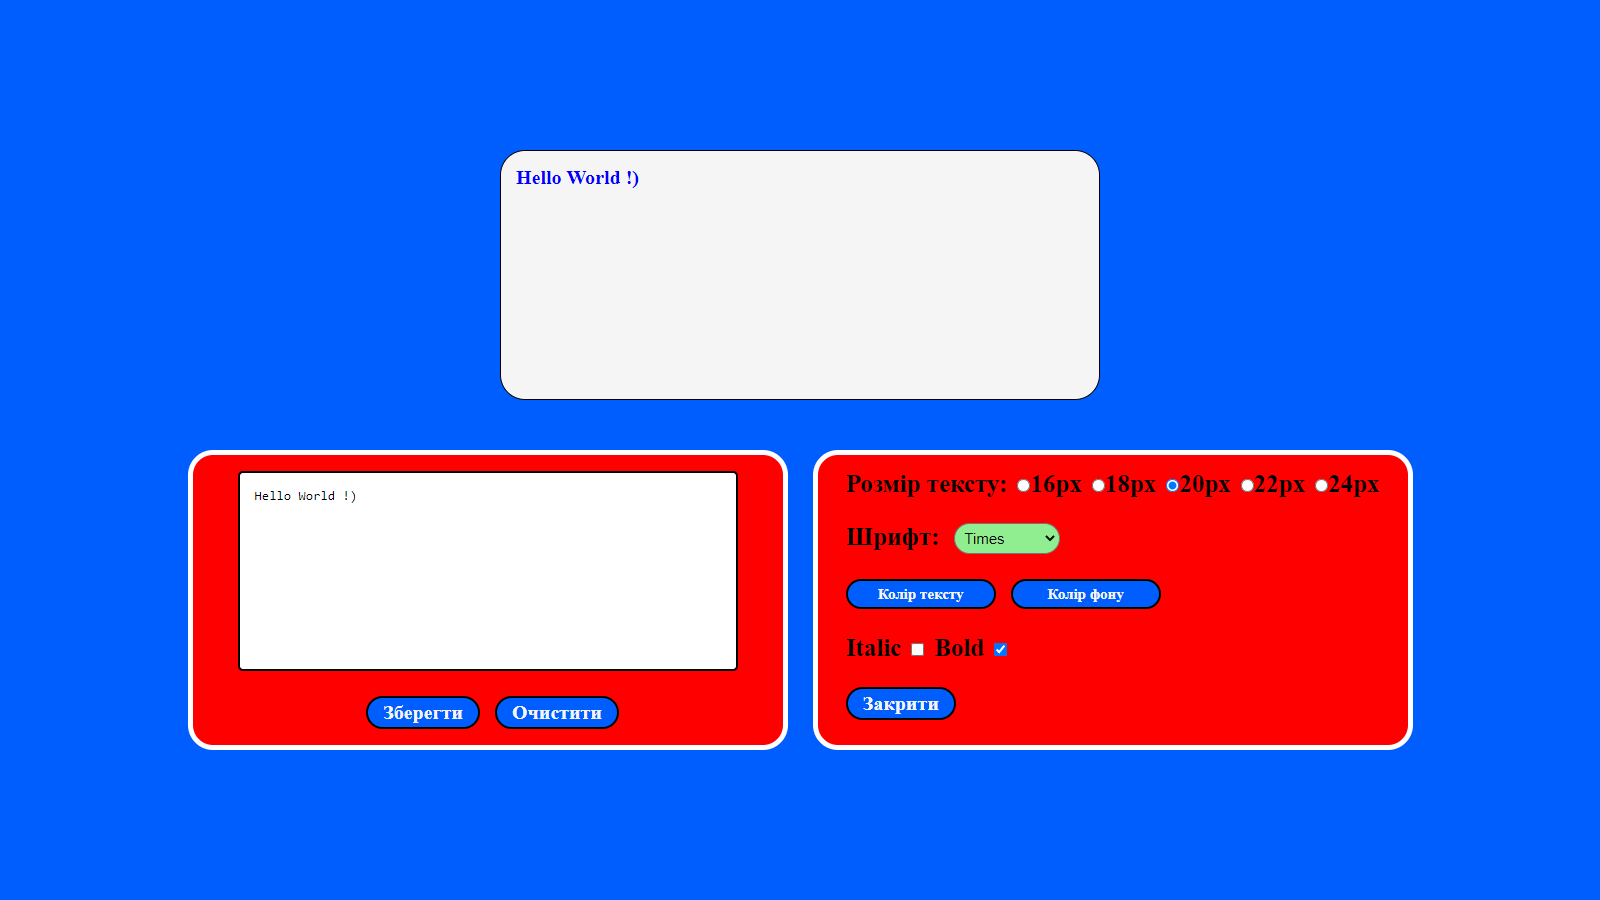 Hello World !)
Hello World !)
Зберегти Очистити
Розмір тексту: 16px 18px 20px 22px 24px
Шрифт: Times
Колір тексту Колір фону
Italic Bold
Закрити